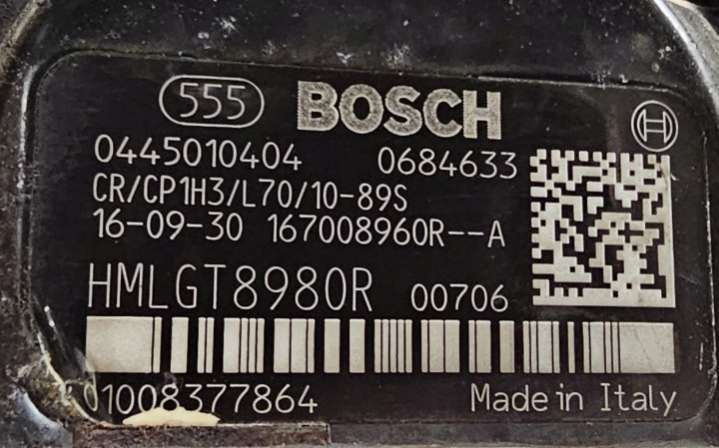 555 BOSCH
0445010404 0684633
CR/CP1H3/L70/10-89S
16-09-30 167008960R--A
HMLGT8980R 00706
01008377864 Made in Italy